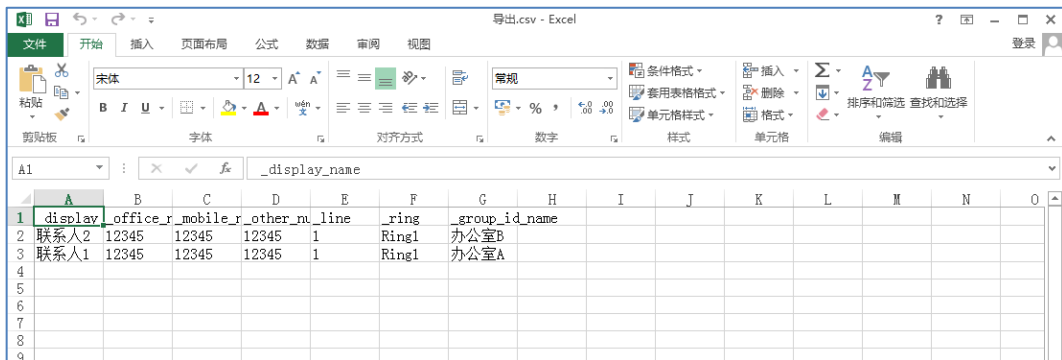 导出.csv - Excel
文件 开始 插入 页面布局 公式 数据 审阅 视图 登录
宋体 12 常规 条件格式 插入
粘贴 套用表格格式 删除 排序和筛选 查找和选择
B I U A wén 文 % , 单元格样式 格式
剪贴板 字体 对齐方式 数字 样式 单元格 编辑
A1 fx _display_name
A B C D E F G H I J K L M N O
1 _display _office_r _mobile_r _other_nu _line _ring _group_id_name
2 联系人2 12345 12345 12345 1 Ring1 办公室B
3 联系人1 12345 12345 12345 1 Ring1 办公室A
4
5
6
7
8
9